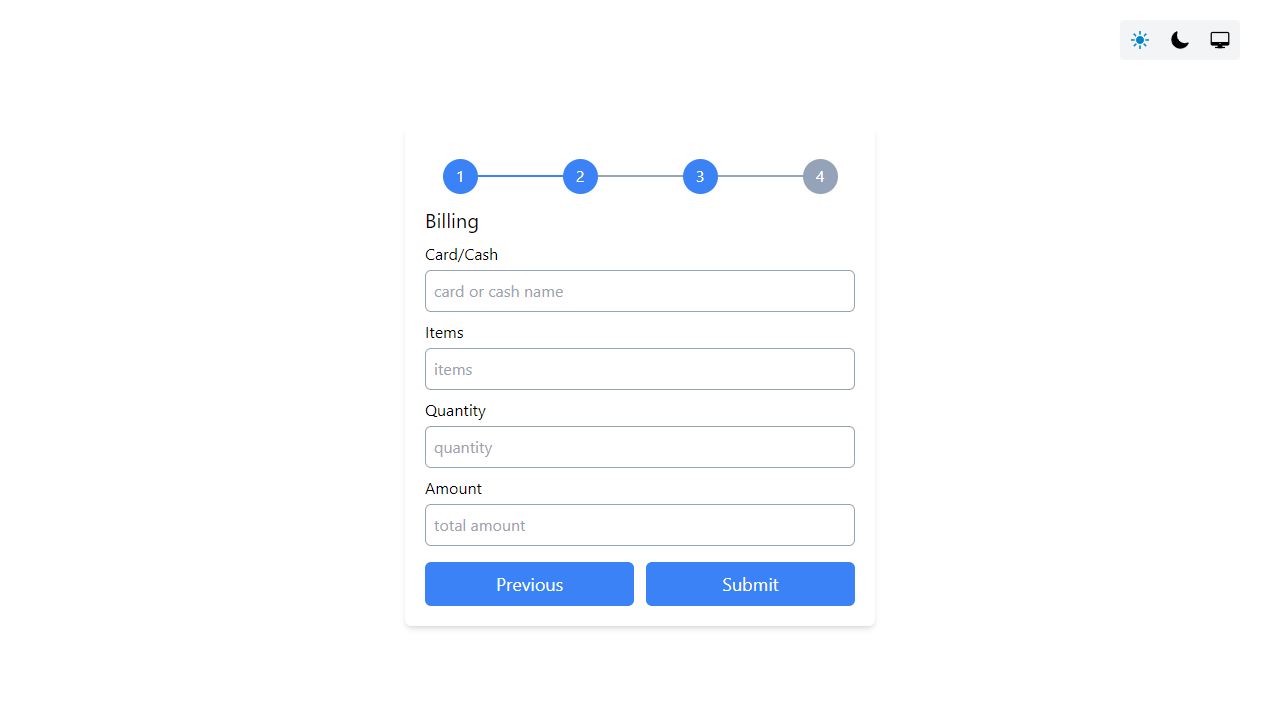 1 2 3 4
Billing
Card/Cash
card or cash name
Items
items
Quantity
quantity
Amount
total amount
Previous Submit